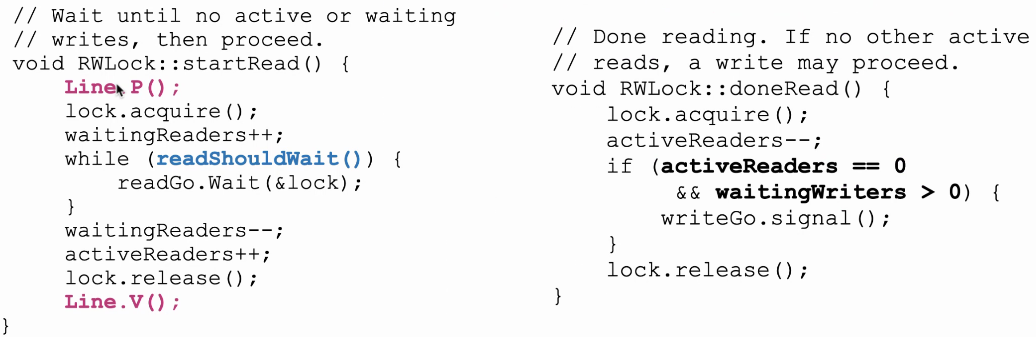 // Wait until no active or waiting
// writes, then proceed.
void RWLock::startRead() {
Line.P();
lock.acquire();
waitingReaders++;
while (readShouldWait()) {
readGo.Wait(&lock);
}
waitingReaders--;
activeReaders++;
lock.release();
Line.V();
}
// Done reading. If no other active
// reads, a write may proceed.
void RWLock::doneRead() {
lock.acquire();
activeReaders--;
if (activeReaders == 0
&& waitingWriters > 0) {
writeGo.signal();
}
lock.release();
}